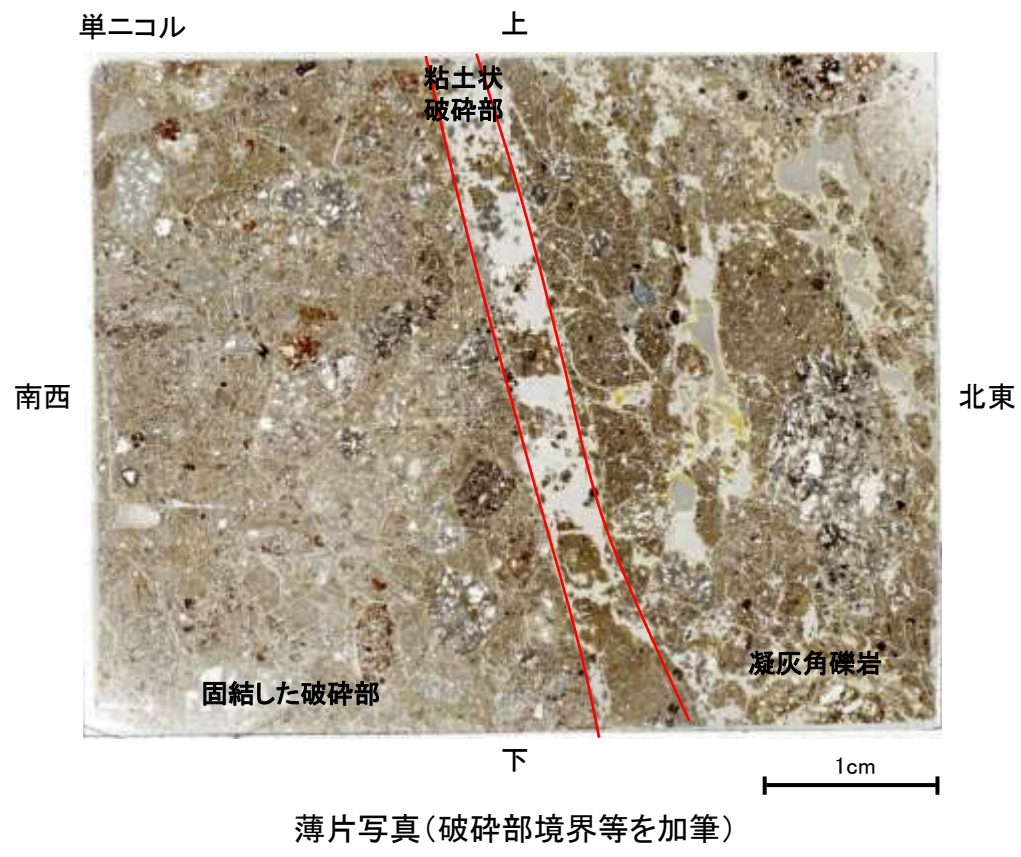 単ニコル
上
粘土状
破砕部
南西
北東
凝灰角礫岩
固結した破砕部
下
1cm
薄片写真(破砕部境界等を加筆)